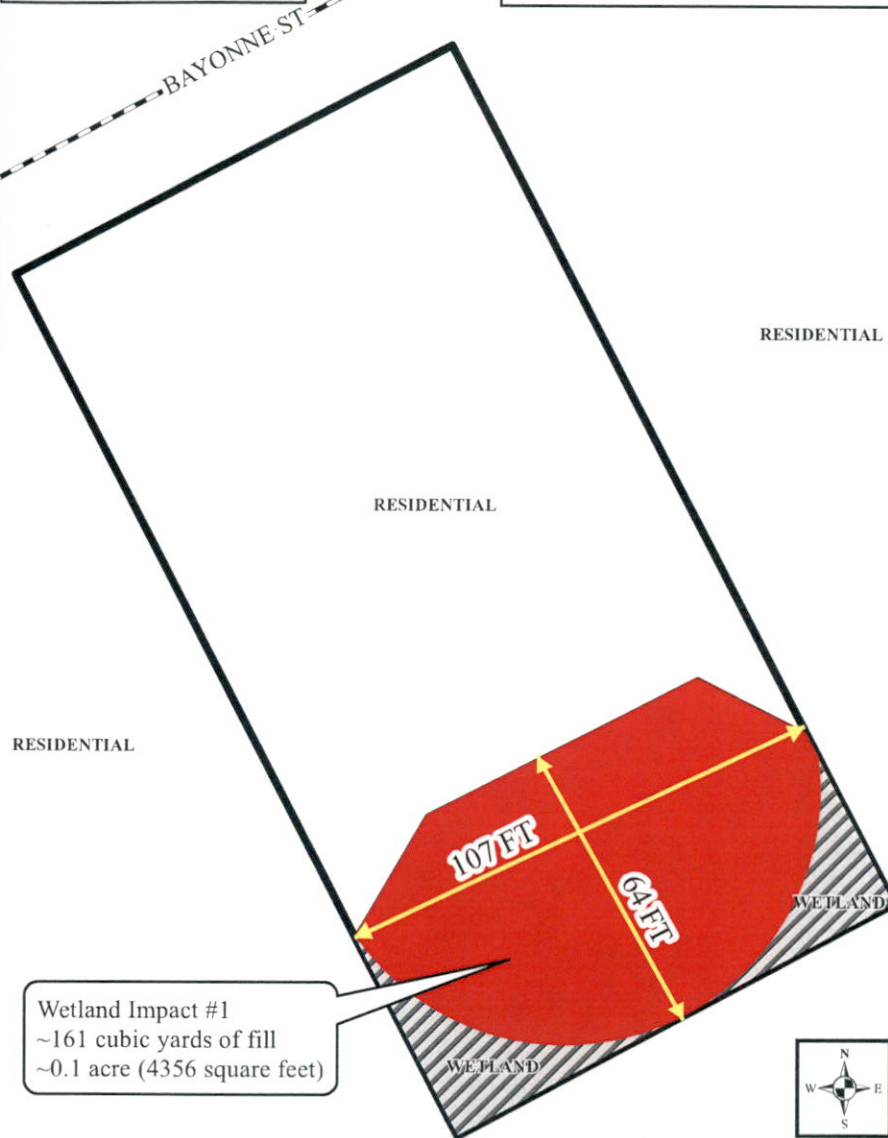 BAYONNE ST
RESIDENTIAL
RESIDENTIAL
RESIDENTIAL
107 FT
64 FT
WETLAND
Wetland Impact #1
~161 cubic yards of fill
~0.1 acre (4356 square feet)
WETLAND
N
W E
S